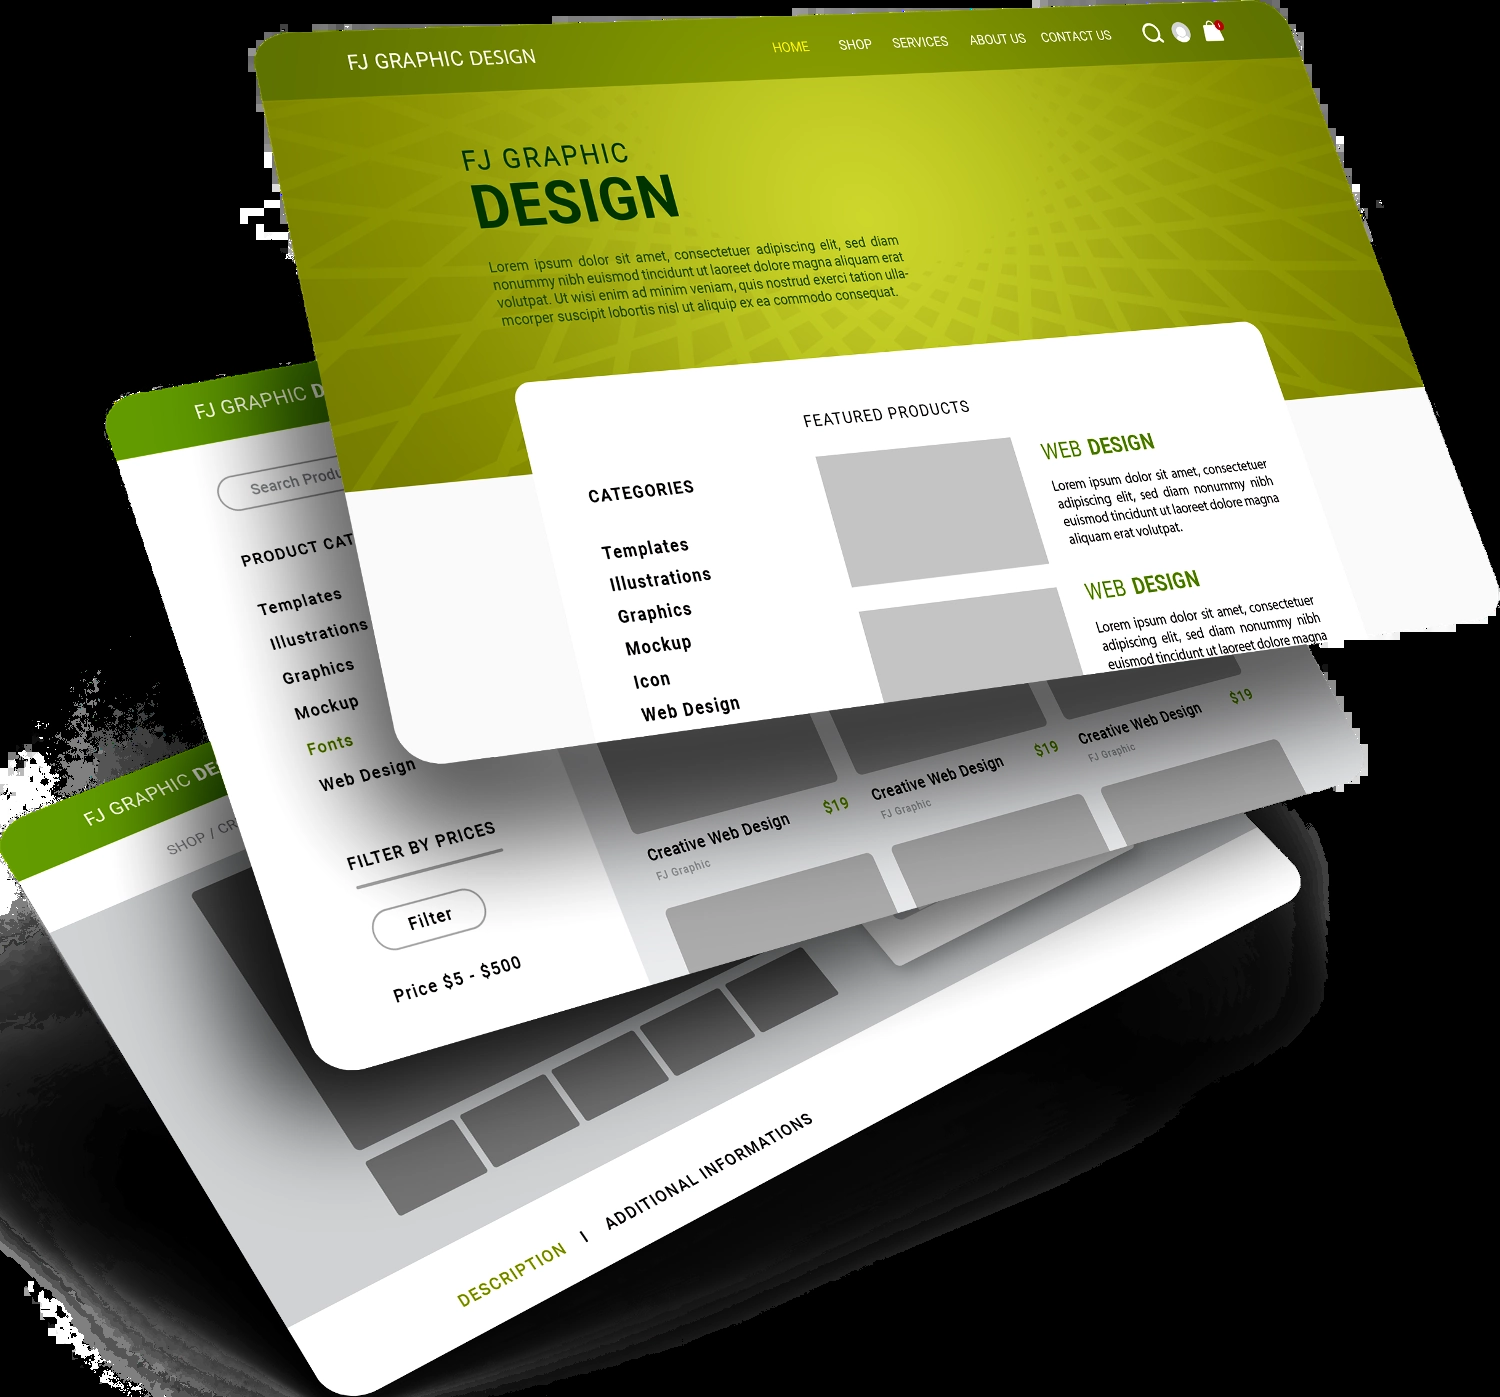 FJ GRAPHIC DESIGN
HOME SHOP SERVICES ABOUT US CONTACT US
FJ GRAPHIC
DESIGN
Lorem ipsum dolor sit amet, consectetuer adipiscing elit, sed diam
nonummy nibh euismod tincidunt ut laoreet dolore magna aliquam erat
volutpat. Ut wisi enim ad minim veniam, quis nostrud exerci tation ulla-
mcorper suscipit lobortis nisl ut aliquip ex ea commodo consequat.
FEATURED PRODUCTS
CATEGORIES
Templates
Illustrations
Graphics
Mockup
Icon
Web Design
WEB DESIGN
Lorem ipsum dolor sit amet, consectetuer
adipiscing elit, sed diam nonummy nibh
euismod tincidunt ut laoreet dolore magna
aliquam erat volutpat.
WEB DESIGN
Lorem ipsum dolor sit amet, consectetuer
adipiscing elit, sed diam nonummy nibh
euismod tincidunt ut laoreet dolore magna
FJ GRAPHIC D
Search Produ
PRODUCT CAT
Templates
Illustrations
Graphics
Mockup
Fonts
Web Design
FILTER BY PRICES
Filter
Price $5 - $500
Creative Web Design $19
FJ Graphic
Creative Web Design $19
FJ Graphic
Creative Web Design $19
FJ Graphic
FJ GRAPHIC DES
SHOP / CR
DESCRIPTION I ADDITIONAL INFORMATIONS